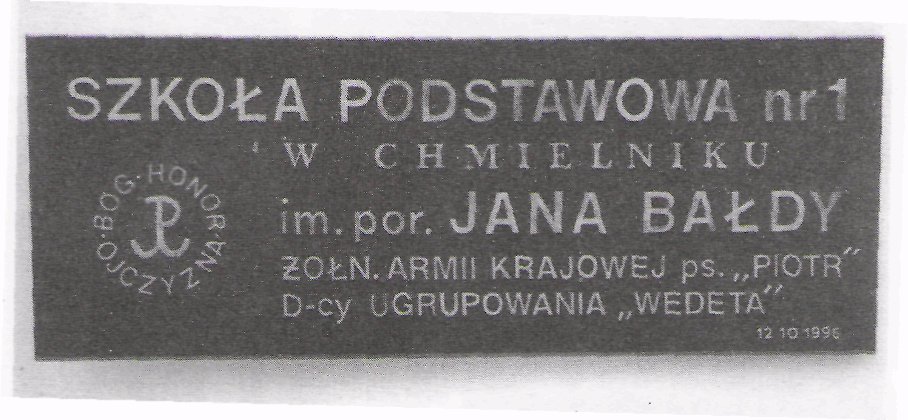 SZKOŁA PODSTAWOWA nr 1
W CHMIELNIKU
BÓG·HONOR
OJCZYZNA
im. por. JANA BAŁDY
ŻOŁN. ARMII KRAJOWEJ ps. „PIOTR”
D-cy UGRUPOWANIA „WEDETA”
12 10 1996